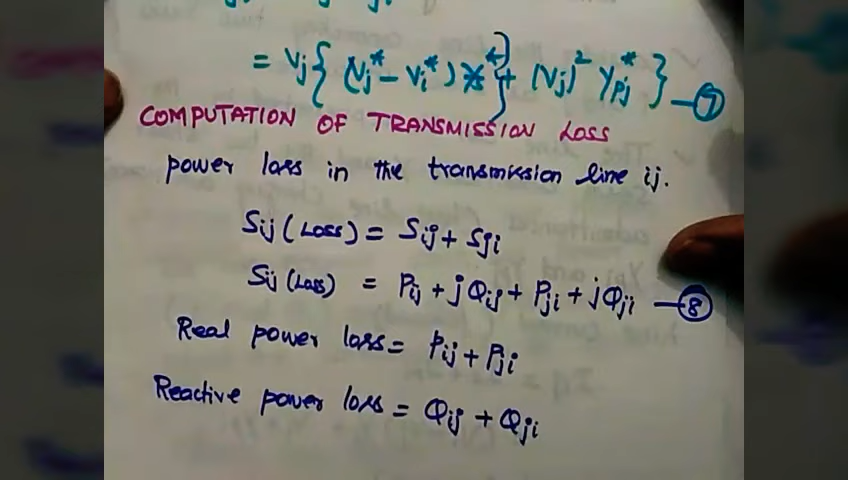 = Vj{ (Vj* - Vi*) Ys* + (Vj)² Ypj* } — 7
COMPUTATION OF TRANSMISSION LOSS
power loss in the transmission line ij.
Sij (Loss) = Sij + Sji
Sij (Loss) = Pij + jQij + Pji + jQji — 8
Real power loss = Pij + Pji
Reactive power loss = Qij + Qji